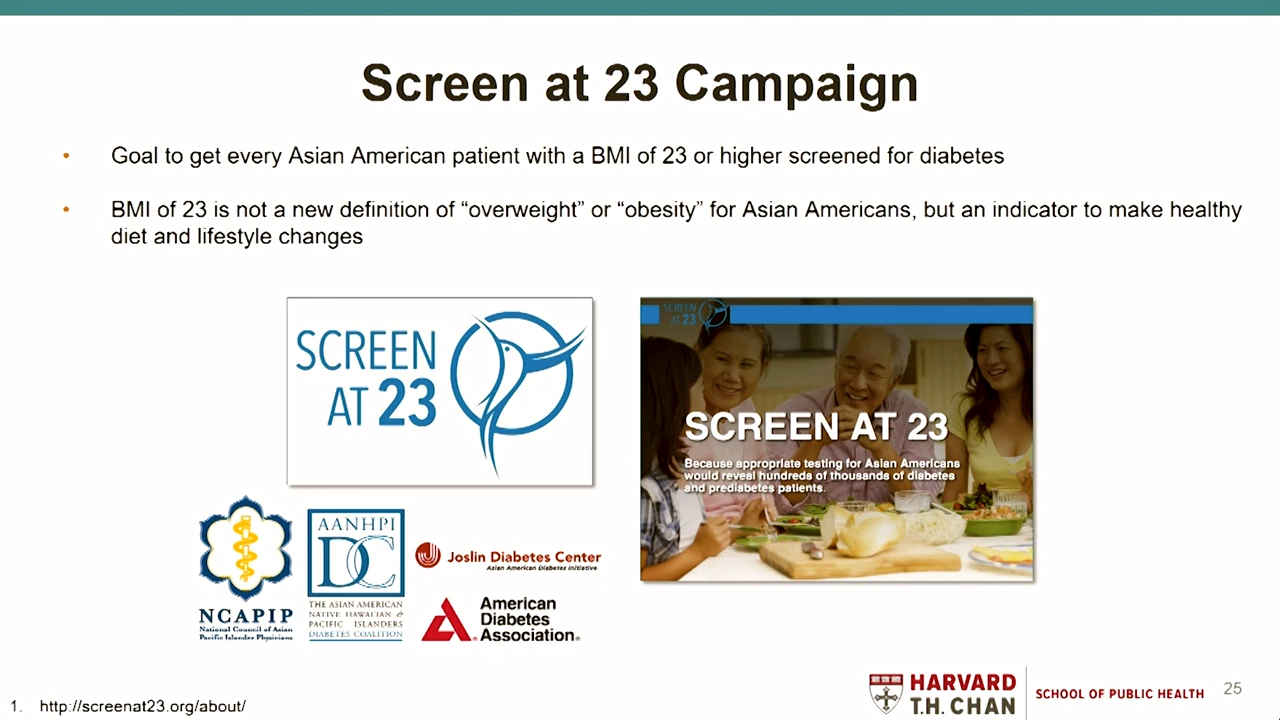 Screen at 23 Campaign
• Goal to get every Asian American patient with a BMI of 23 or higher screened for diabetes
• BMI of 23 is not a new definition of “overweight” or “obesity” for Asian Americans, but an indicator to make healthy
diet and lifestyle changes
SCREEN
AT 23
SCREEN
AT 23
SCREEN AT 23
Because appropriate testing for Asian Americans
would reveal hundreds of thousands of diabetes
and prediabetes patients.
NCAPIP
National Council of Asian
Pacific Islander Physicians
AANHPI
DC
THE ASIAN AMERICAN
NATIVE HAWAIIAN &
PACIFIC ISLANDERS
DIABETES COALITION
Joslin Diabetes Center
Asian American Diabetes Initiative
American
Diabetes
Association®
1. http://screenat23.org/about/
HARVARD
T.H. CHAN
SCHOOL OF PUBLIC HEALTH
25